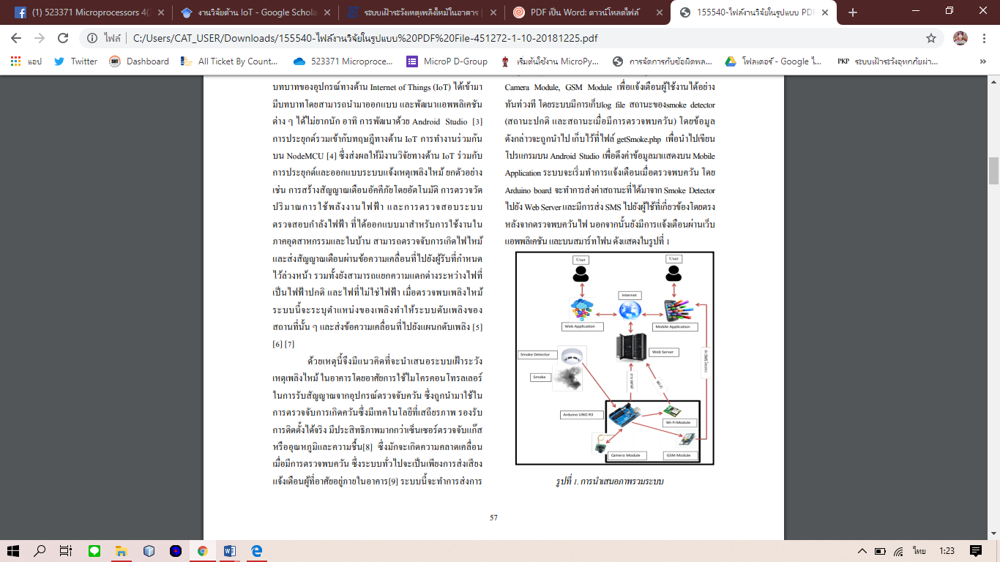 (1) 523371 Microprocessors 4(2
งานวิจัยด้าน IoT - Google Schola
ระบบเฝ้าระวังเหตุเพลิงไหม้ในอาคาร |
PDF เป็น Word: ดาวน์โหลดไฟล์
155540-ไฟล์งานวิจัยในรูปแบบ PDF
ไฟล์ | C:/Users/CAT_USER/Downloads/155540-ไฟล์งานวิจัยในรูปแบบ%20PDF%20File-451272-1-10-20181225.pdf
แอป
Twitter
Dashboard
All Ticket By Count...
523371 Microproce...
MicroP D-Group
เริ่มต้นใช้งาน MicroPy...
การจัดการกับข้อผิดพล...
โฟลเดอร์ - Google ไ...
PKP ระบบเฝ้าระวังอุทกภัยผ่า...
บทบาทของอุปกรณ์ทางด้าน Internet of Things (IoT) ได้เข้ามา
มีบทบาทโดยสามารถนำมาออกแบบ และพัฒนาแอพพลิเคชัน
ต่าง ๆ ได้ไม่ยากนัก อาทิ การพัฒนาด้วย Android Studio [3]
การประยุกต์รวมเข้ากับทฤษฎีทางด้าน IoT การทำงานร่วมกัน
บน NodeMCU [4] ซึ่งส่งผลให้มีงานวิจัยทางด้าน IoT ร่วมกับ
การประยุกต์และออกแบบระบบแจ้งเหตุเพลิงไหม้ ยกตัวอย่าง
เช่น การสร้างสัญญาณเตือนอัคคีภัยโดยอัตโนมัติ การตรวจวัด
ปริมาณการใช้พลังงานไฟฟ้า และการตรวจสอบระบบ
ตรวจสอบกำลังไฟฟ้า ที่ได้ออกแบบมาสำหรับการใช้งานใน
ภาคอุตสาหกรรมและในบ้าน สามารถตรวจจับการเกิดไฟไหม้
และส่งสัญญาณเตือนผ่านข้อความเคลื่อนที่ไปยังผู้รับที่กำหนด
ไว้ล่วงหน้า รวมทั้งยังสามารถแยกความแตกต่างระหว่างไฟที่
เป็นไฟฟ้าปกติ และไฟที่ไม่ใช่ไฟฟ้า เมื่อตรวจพบเพลิงไหม้
ระบบนี้จะระบุตำแหน่งของเพลิงทำให้ระบบดับเพลิงของ
สถานที่นั้น ๆ และส่งข้อความเคลื่อนที่ไปยังแผนกดับเพลิง [5]
[6] [7]
ด้วยเหตุนี้จึงมีแนวคิดที่จะนำเสนอระบบเฝ้าระวัง
เหตุเพลิงไหม้ ในอาคารโดยอาศัยการใช้ไมโครคอนโทรลเลอร์
ในการรับสัญญาณจากอุปกรณ์ตรวจจับควัน ซึ่งถูกนำมาใช้ใน
การตรวจจับการเกิดควันซึ่งมีเทคโนโลยีที่เสถียรภาพ รองรับ
การติดตั้งได้จริง มีประสิทธิภาพมากกว่าเซ็นเซอร์ตรวจจับแก๊ส
หรืออุณหภูมิและความชื้น[8] ซึ่งมักจะเกิดความคลาดเคลื่อน
เมื่อมีการตรวจพบควัน ซึ่งระบบทั่วไปจะเป็นเพียงการส่งเสียง
แจ้งเตือนผู้ที่อาศัยอยู่ภายในอาคาร[9] ระบบนี้จะทำการส่งการ
Camera Module, GSM Module เพื่อแจ้งเตือนผู้ใช้งานได้อย่าง
ทันท่วงที โดยระบบมีการเก็บlog file สถานะของsmoke detector
(สถานะปกติ และสถานะเมื่อมีการตรวจพบควัน) โดยข้อมูล
ดังกล่าวจะถูกนำไป เก็บไว้ที่ไฟล์ getSmoke.php เพื่อนำไปเขียน
โปรแกรมบน Android Studio เพื่อดึงค่าข้อมูลมาแสดงบน Mobile
Application ระบบจะเริ่มทำการแจ้งเตือนเมื่อตรวจพบควัน โดย
Arduino board จะทำการส่งค่าสถานะที่ได้มาจาก Smoke Detector
ไปยัง Web Server และมีการส่ง SMS ไปยังผู้ใช้ที่เกี่ยวข้องโดยตรง
หลังจากตรวจพบควันไฟ นอกจากนั้นยังมีการแจ้งเตือนผ่านเว็บ
แอพพลิเคชัน และบนสมาร์ทโฟน ดังแสดงในรูปที่ 1
User
User
Internet
Web Application
Mobile Application
Web Server
Smoke Detector
Smoke
สาย serial
Wi-Fi
Arduino UNO R3
Wi-Fi Module
Camera Module
GSM Module
รูปที่ 1. การนำเสนอภาพรวมระบบ
57
ไทย
1:23